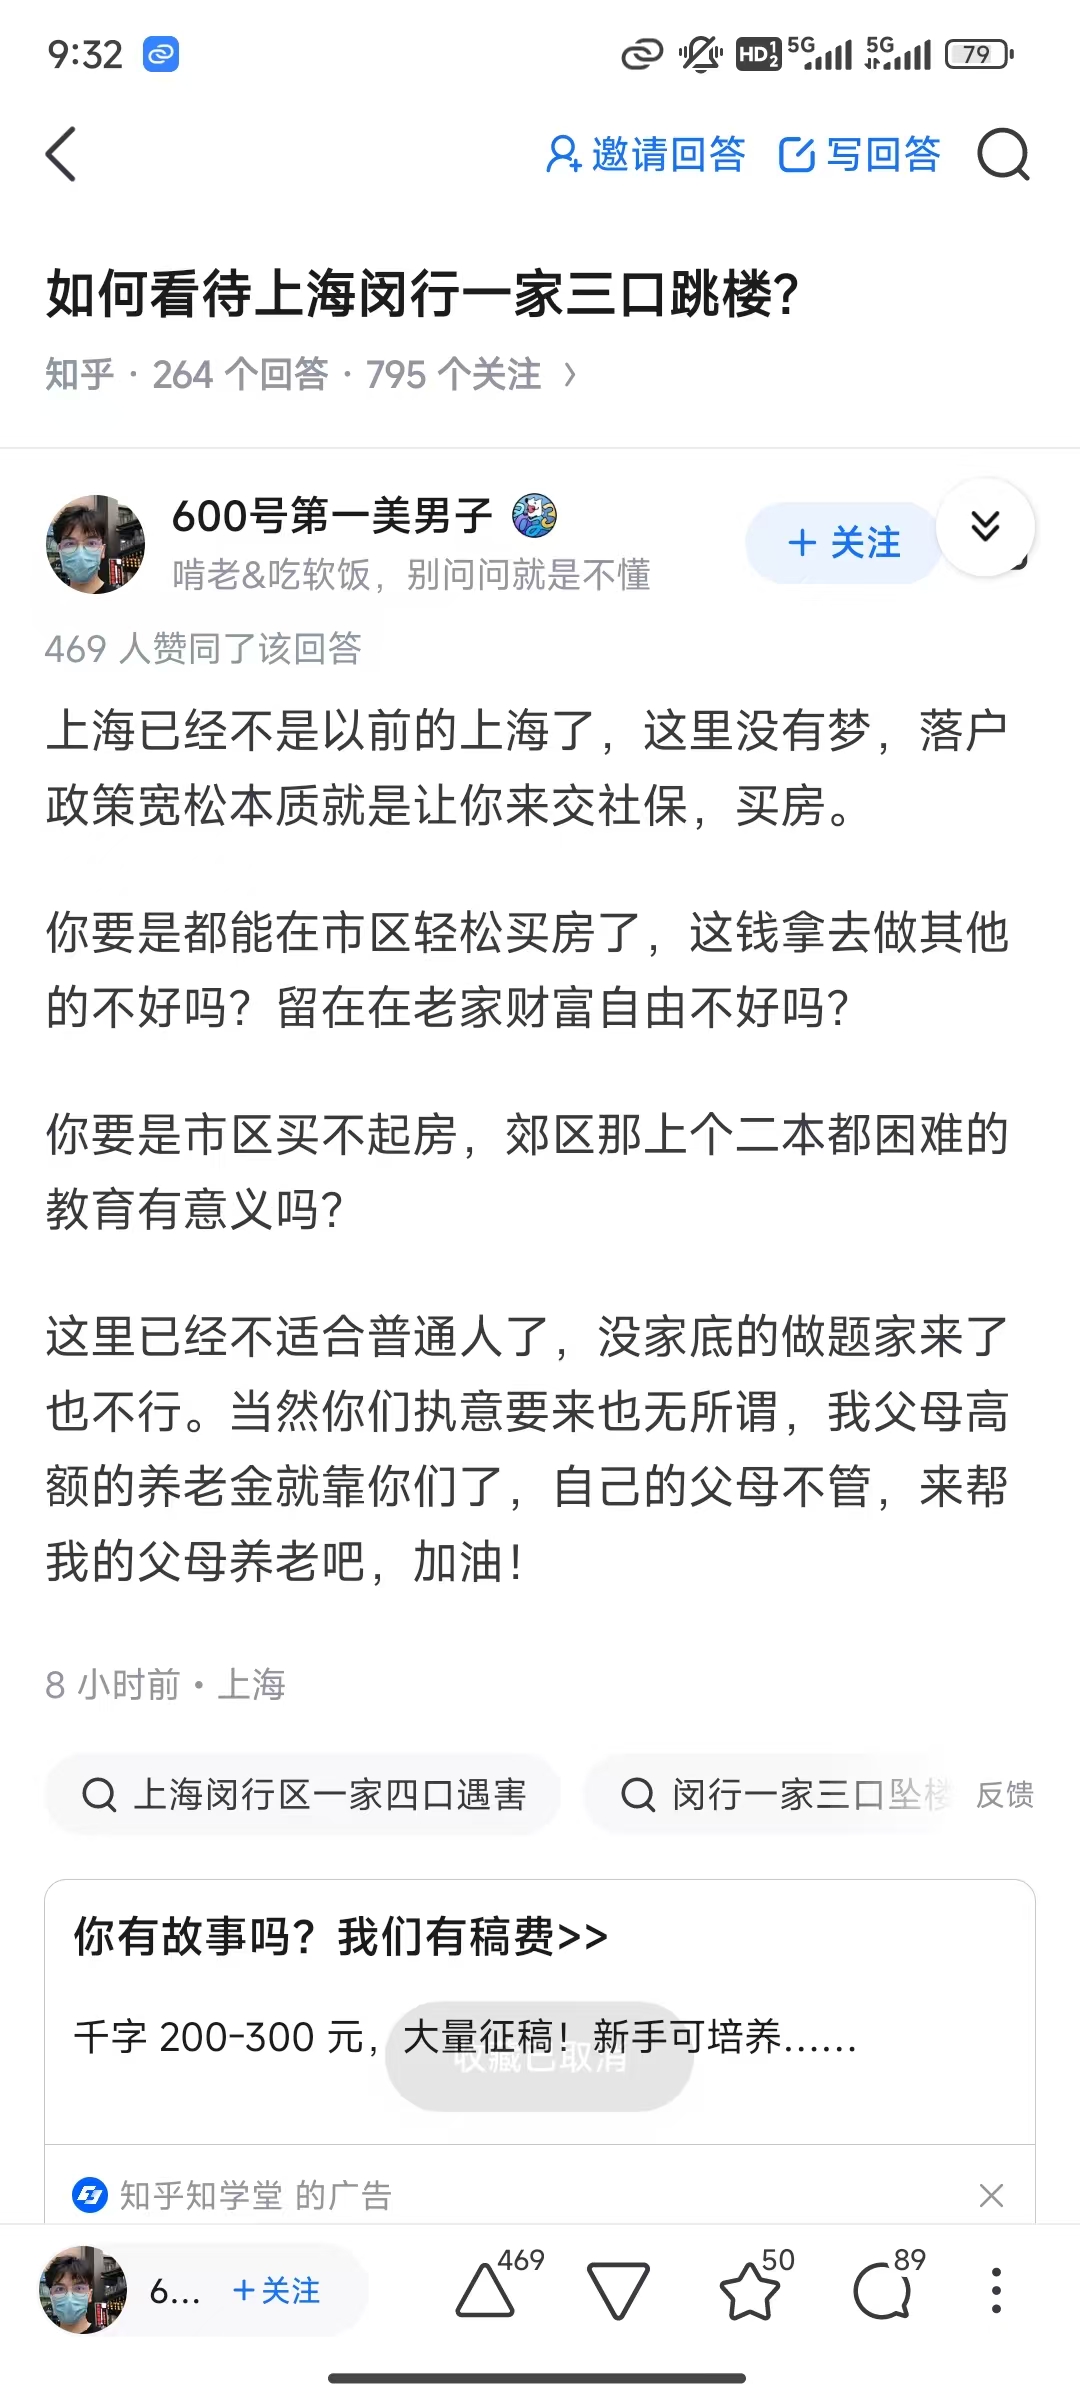 9:32
HD 1 2 5G 5G 79
邀请回答 写回答
如何看待上海闵行一家三口跳楼？
知乎 · 264 个回答 · 795 个关注 〉
600号第一美男子
啃老&吃软饭，别问问就是不懂
+ 关注
469 人赞同了该回答
上海已经不是以前的上海了，这里没有梦，落户
政策宽松本质就是让你来交社保，买房。
你要是都能在市区轻松买房了，这钱拿去做其他
的不好吗？留在在老家财富自由不好吗？
你要是市区买不起房，郊区那上个二本都困难的
教育有意义吗？
这里已经不适合普通人了，没家底的做题家来了
也不行。当然你们执意要来也无所谓，我父母高
额的养老金就靠你们了，自己的父母不管，来帮
我的父母养老吧，加油！
8 小时前 · 上海
上海闵行区一家四口遇害 闵行一家三口坠楼 反馈
你有故事吗？我们有稿费>>
千字 200-300 元，大量征稿！新手可培养......
收藏已取消
知乎知学堂 的广告
6... +关注 469 50 89